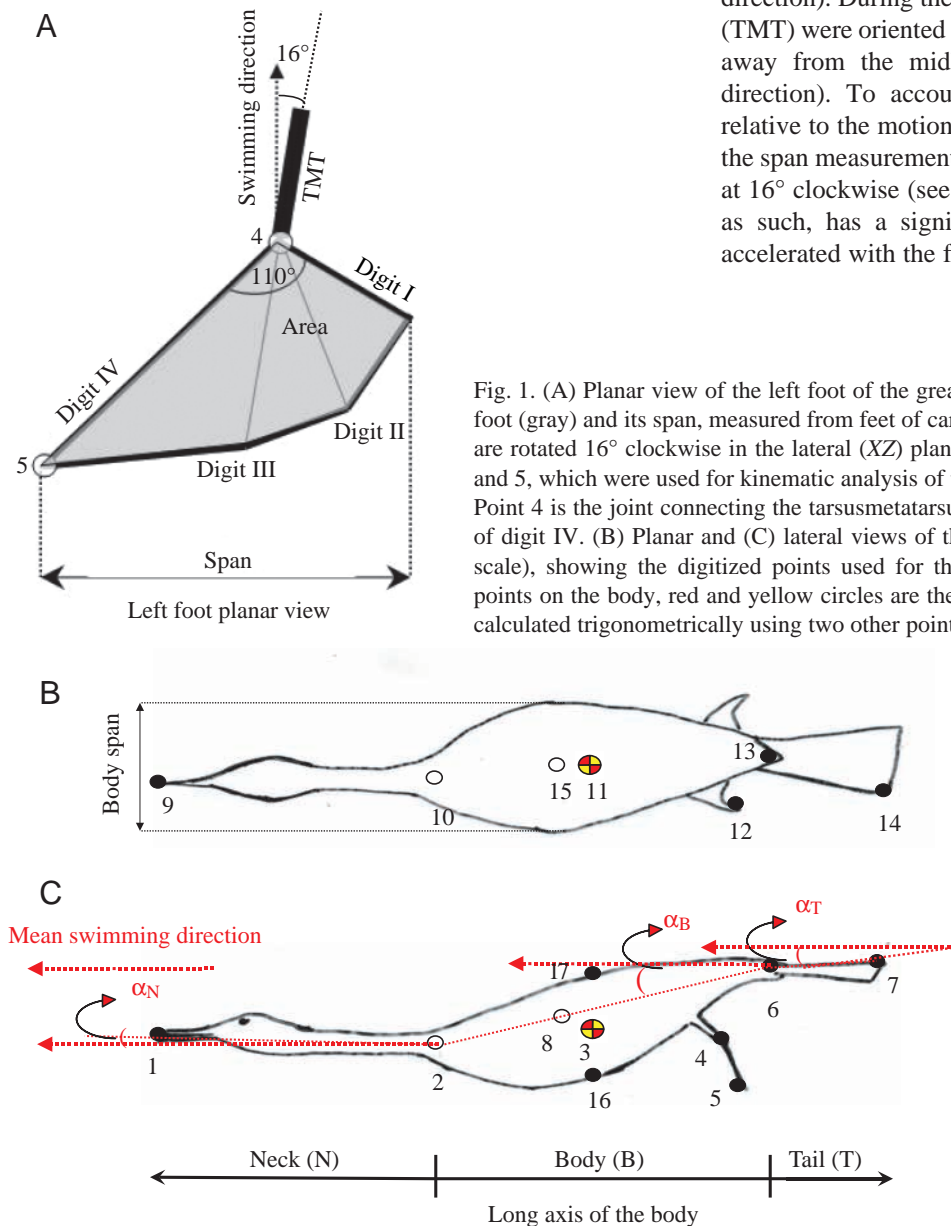 direction). During the
(TMT) were oriented
away from the mid
direction). To accou
relative to the motion
the span measurement
at 16° clockwise (see
as such, has a signi
accelerated with the f
A
16°
Swimming direction
TMT
4
110°
Digit I
Area
Digit IV
Digit II
Digit III
5
Span
Left foot planar view
Fig. 1. (A) Planar view of the left foot of the grea
foot (gray) and its span, measured from feet of car
are rotated 16° clockwise in the lateral (XZ) plan
and 5, which were used for kinematic analysis of
Point 4 is the joint connecting the tarsusmetatarsu
of digit IV. (B) Planar and (C) lateral views of th
scale), showing the digitized points used for th
points on the body, red and yellow circles are the
calculated trigonometrically using two other point
B
Body span
9
10
15
11
13
12
14
C
Mean swimming direction
αN
αB
αT
1
2
17
8
3
16
4
5
6
7
Neck (N)
Body (B)
Tail (T)
Long axis of the body